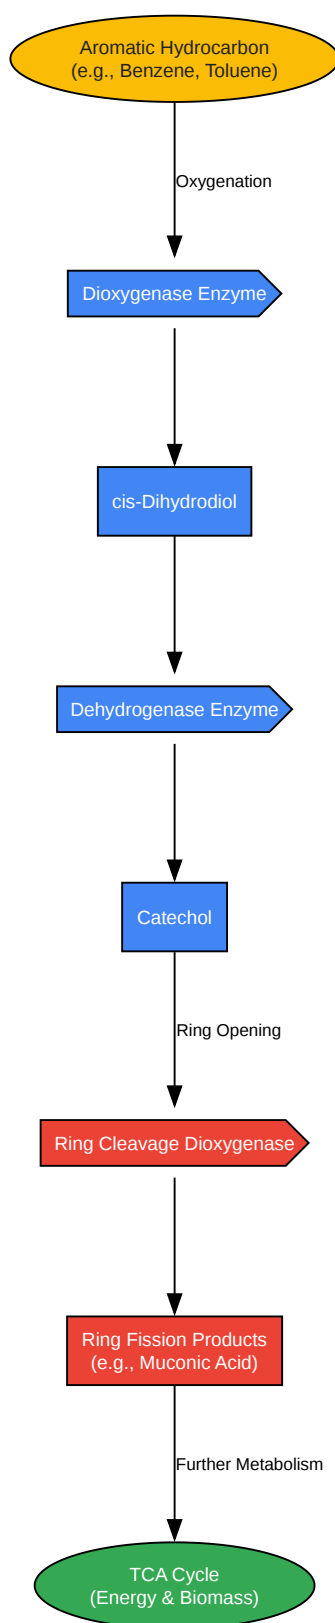 Aromatic Hydrocarbon
(e.g., Benzene, Toluene)
Oxygenation
Dioxygenase Enzyme
cis-Dihydrodiol
Dehydrogenase Enzyme
Catechol
Ring Opening
Ring Cleavage Dioxygenase
Ring Fission Products
(e.g., Muconic Acid)
Further Metabolism
TCA Cycle
(Energy & Biomass)